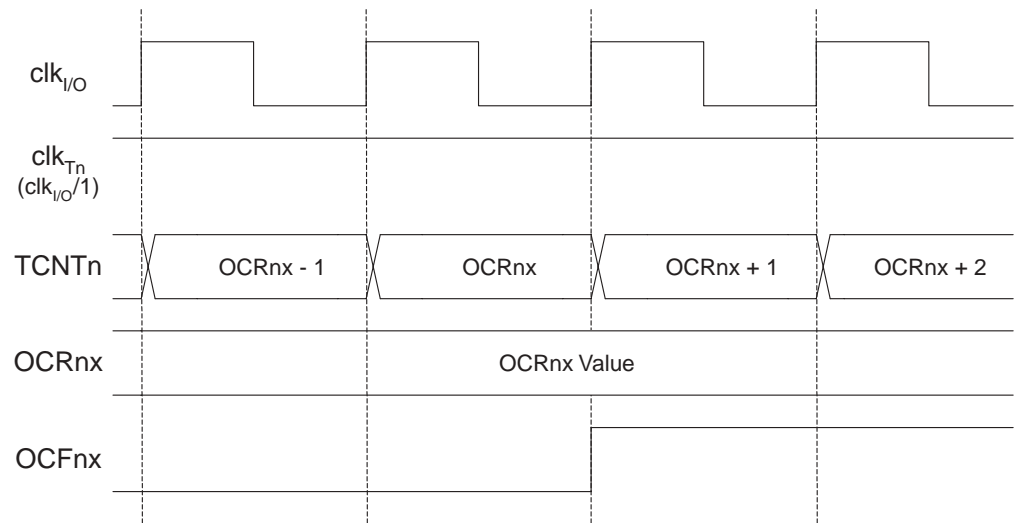 clkI/O
clkTn
(clkI/O/1)
TCNTn OCRnx - 1 OCRnx OCRnx + 1 OCRnx + 2
OCRnx OCRnx Value
OCFnx